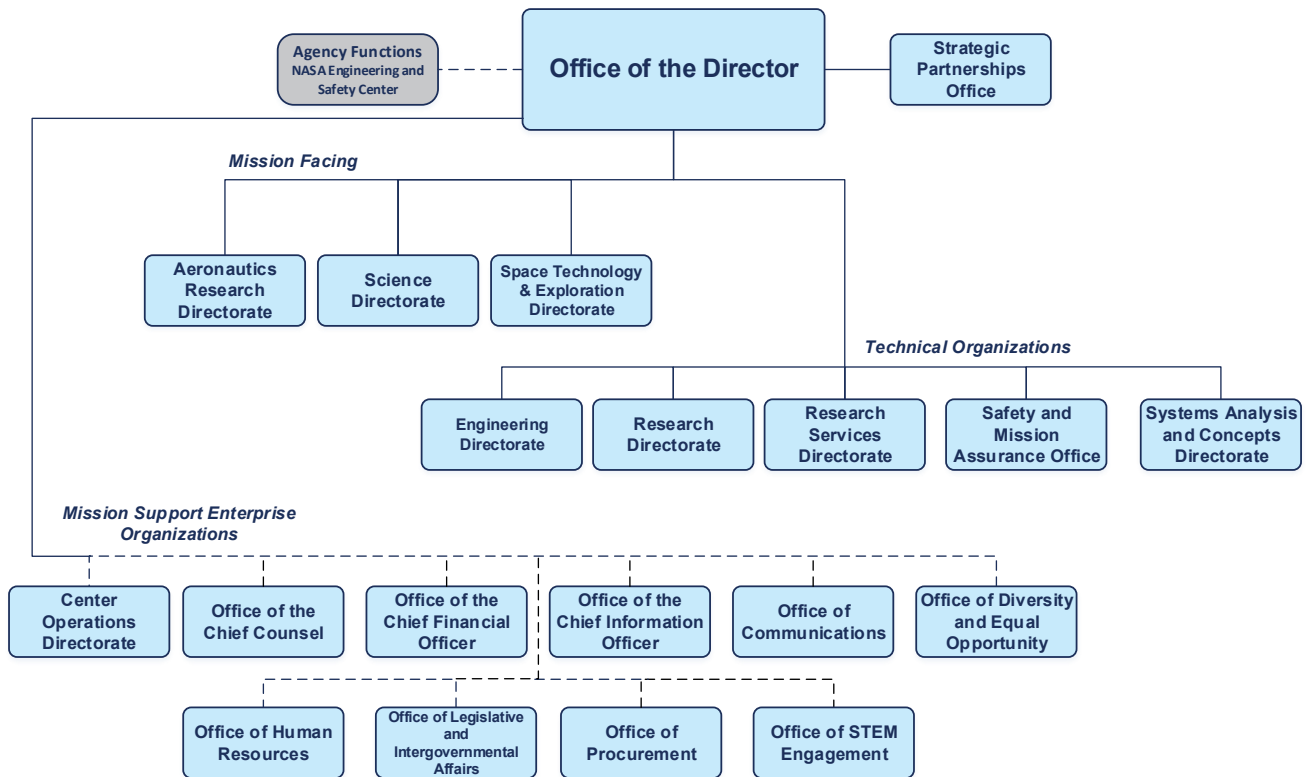 Agency Functions
NASA Engineering and
Safety Center
Office of the Director
Strategic
Partnerships
Office
Mission Facing
Aeronautics
Research
Directorate
Science
Directorate
Space Technology
& Exploration
Directorate
Technical Organizations
Engineering
Directorate
Research
Directorate
Research
Services
Directorate
Safety and
Mission
Assurance Office
Systems Analysis
and Concepts
Directorate
Mission Support Enterprise
Organizations
Center
Operations
Directorate
Office of the
Chief Counsel
Office of the
Chief Financial
Officer
Office of the
Chief Information
Officer
Office of
Communications
Office of Diversity
and Equal
Opportunity
Office of Human
Resources
Office of Legislative
and
Intergovernmental
Affairs
Office of
Procurement
Office of STEM
Engagement